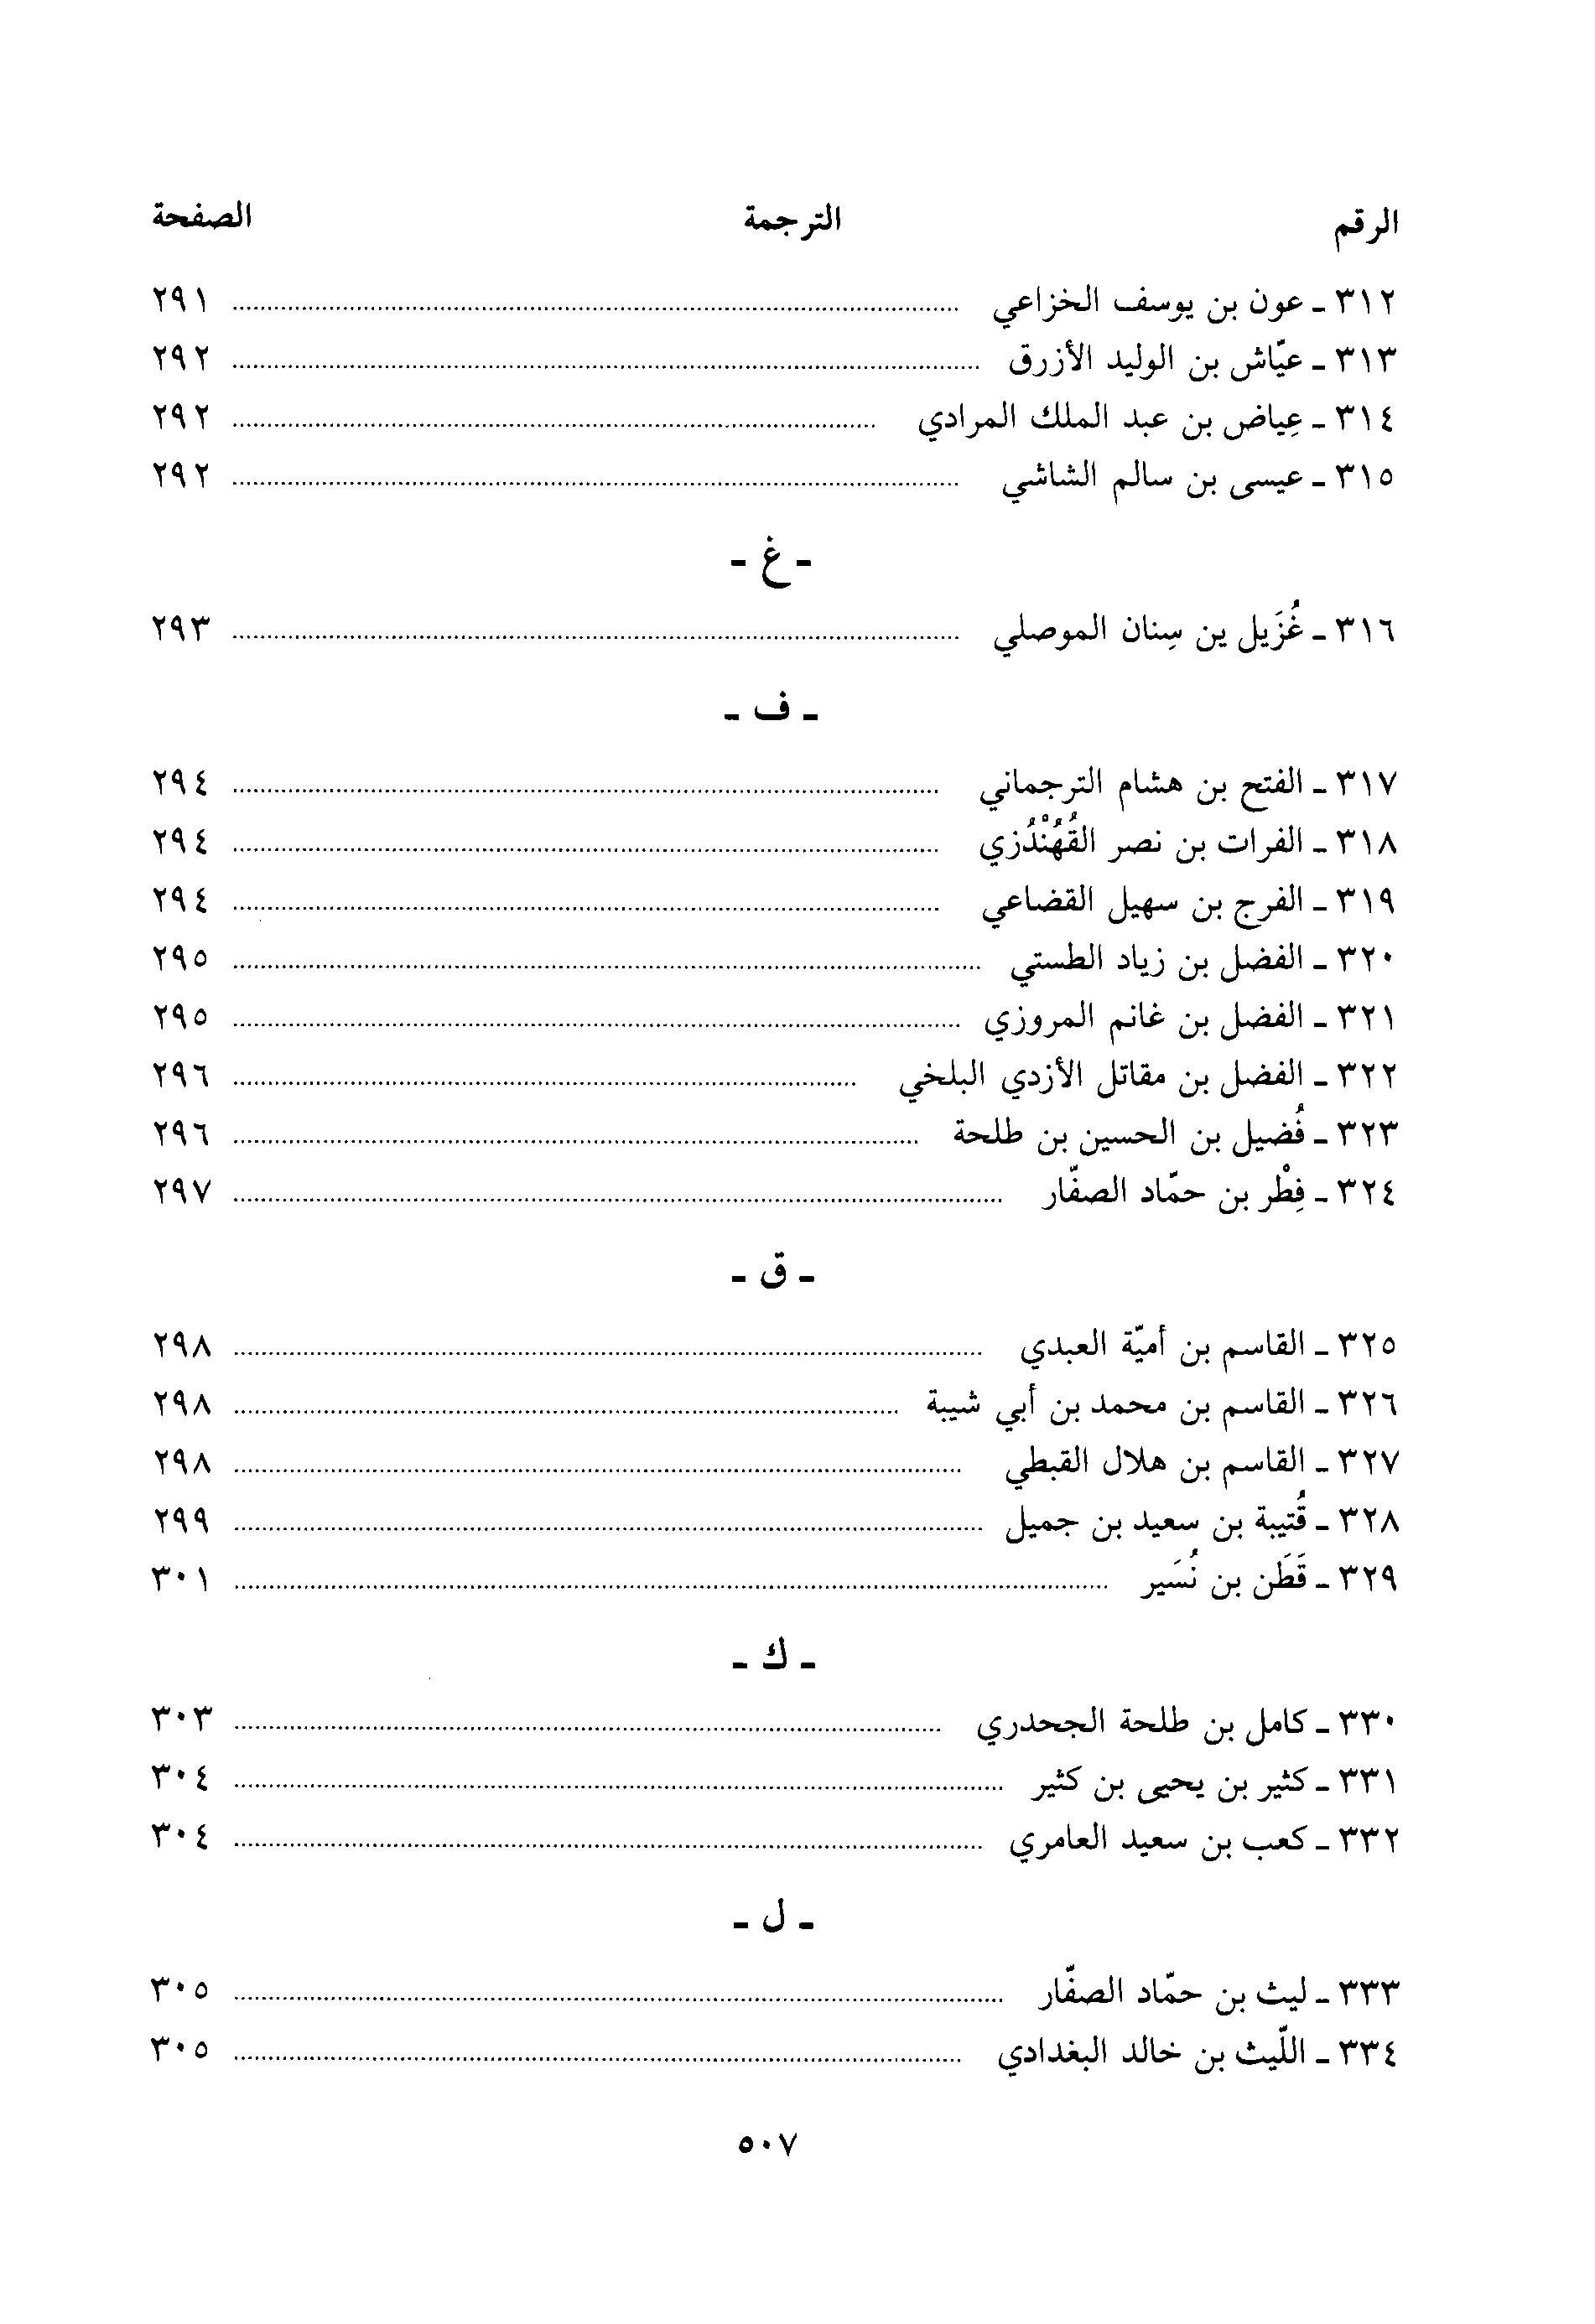 الرقم الترجمة الصفحة
٣١٢ ـ عون بن يوسف الخزاعي ........ ٢٩١
٣١٣ ـ عيّاش بن الوليد الأزرق ........ ٢٩٢
٣١٤ ـ عِياض بن عبد الملك المرادي ........ ٢٩٢
٣١٥ ـ عيسى بن سالم الشاشي ........ ٢٩٢
- غ -
٣١٦ ـ غُزَيل ين سِنان الموصلي ........ ٢٩٣
- ف -
٣١٧ ـ الفتح بن هشام الترجماني ........ ٢٩٤
٣١٨ ـ الفرات بن نصر القُهُنْدُزي ........ ٢٩٤
٣١٩ ـ الفرج بن سهيل القضاعي ........ ٢٩٤
٣٢٠ ـ الفضل بن زياد الطستي ........ ٢٩٥
٣٢١ ـ الفضل بن غانم المروزي ........ ٢٩٥
٣٢٢ ـ الفضل بن مقاتل الأزدي البلخي ........ ٢٩٦
٣٢٣ ـ فُضيل بن الحسين بن طلحة ........ ٢٩٦
٣٢٤ ـ فِطْر بن حمّاد الصفّار ........ ٢٩٧
- ق -
٣٢٥ ـ القاسم بن أميّة العبدي ........ ٢٩٨
٣٢٦ ـ القاسم بن محمد بن أبي شيبة ........ ٢٩٨
٣٢٧ ـ القاسم بن هلال القبطي ........ ٢٩٨
٣٢٨ ـ قُتيبة بن سعيد بن جميل ........ ٢٩٩
٣٢٩ ـ قَطَن بن نُسَير ........ ٣٠١
- ك -
٣٣٠ ـ كامل بن طلحة الجحدري ........ ٣٠٣
٣٣١ ـ كثير بن يحيى بن كثير ........ ٣٠٤
٣٣٢ ـ كعب بن سعيد العامري ........ ٣٠٤
- ل -
٣٣٣ ـ ليث بن حمّاد الصفّار ........ ٣٠٥
٣٣٤ ـ اللّيث بن خالد البغدادي ........ ٣٠٥
٥٠٧